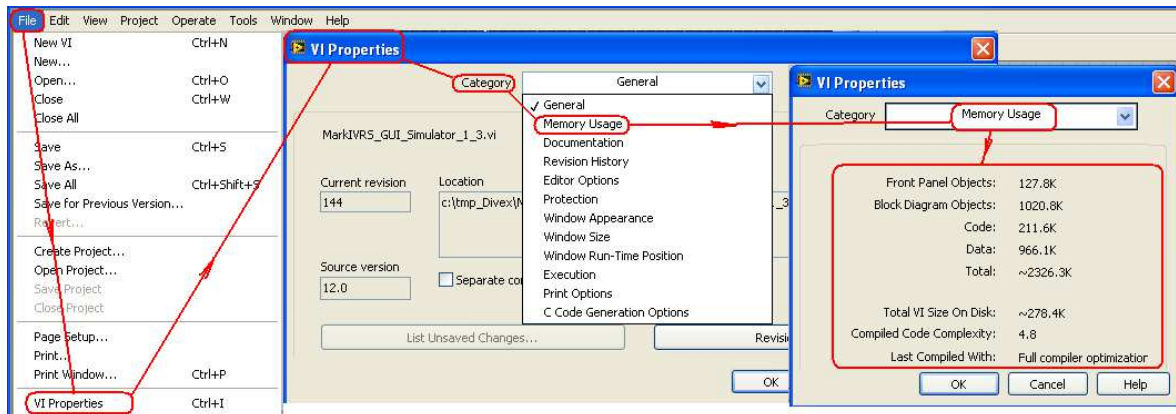 File Edit View Project Operate Tools Window Help
New VI Ctrl+N
New...
Open... Ctrl+O
Close Ctrl+W
Close All
Save Ctrl+S
Save As...
Save All Ctrl+Shift+S
Save for Previous Version...
Revert...
Create Project...
Open Project...
Save Project
Close Project
Page Setup...
Print...
Print Window... Ctrl+P
VI Properties Ctrl+I
VI Properties
Category General
General
Memory Usage
Documentation
Revision History
Editor Options
Protection
Window Appearance
Window Size
Window Run-Time Position
Execution
Print Options
C Code Generation Options
MarkIVRS_GUI_Simulator_1_3.vi
Current revision Location
144 c:\tmp_Divex\
Source version
12.0
Separate
List Unsaved Changes...
OK
VI Properties
Category Memory Usage
Front Panel Objects: 127.8K
Block Diagram Objects: 1020.8K
Code: 211.6K
Data: 966.1K
Total: ~2326.3K
Total VI Size On Disk: ~278.4K
Compiled Code Complexity: 4.8
Last Compiled With: Full compiler optimization
OK Cancel Help